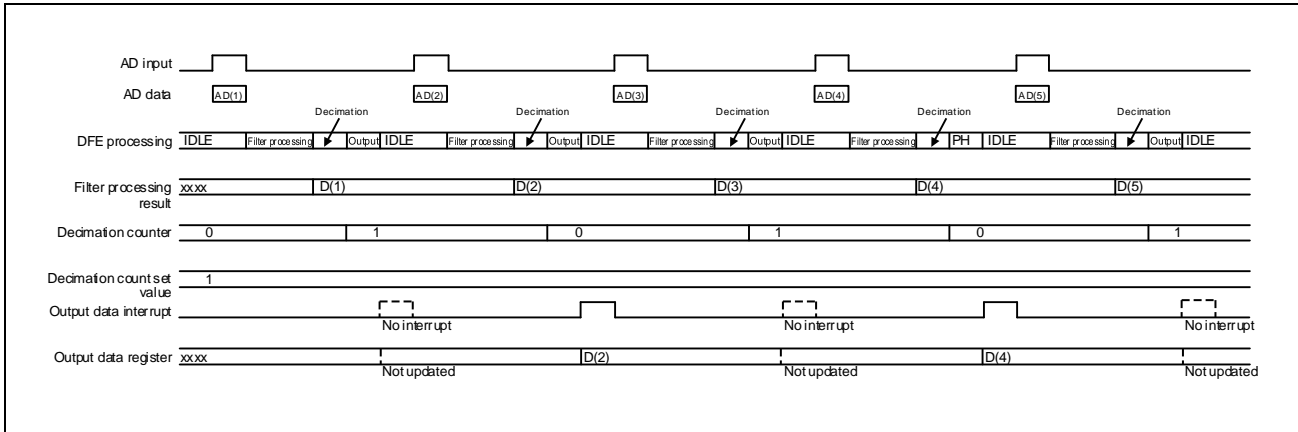 AD input
AD data AD(1) AD(2) AD(3) AD(4) AD(5)
Decimation Decimation Decimation Decimation Decimation
DFE processing IDLE Filter processing Output IDLE Filter processing Output IDLE Filter processing Output IDLE Filter processing PH IDLE Filter processing Output IDLE
Filter processing result xxxx D(1) D(2) D(3) D(4) D(5)
Decimation counter 0 1 0 1 0 1
Decimation count set value 1
Output data interrupt
No interrupt No interrupt No interrupt
Output data register xxxx D(2) D(4)
Not updated Not updated Not updated